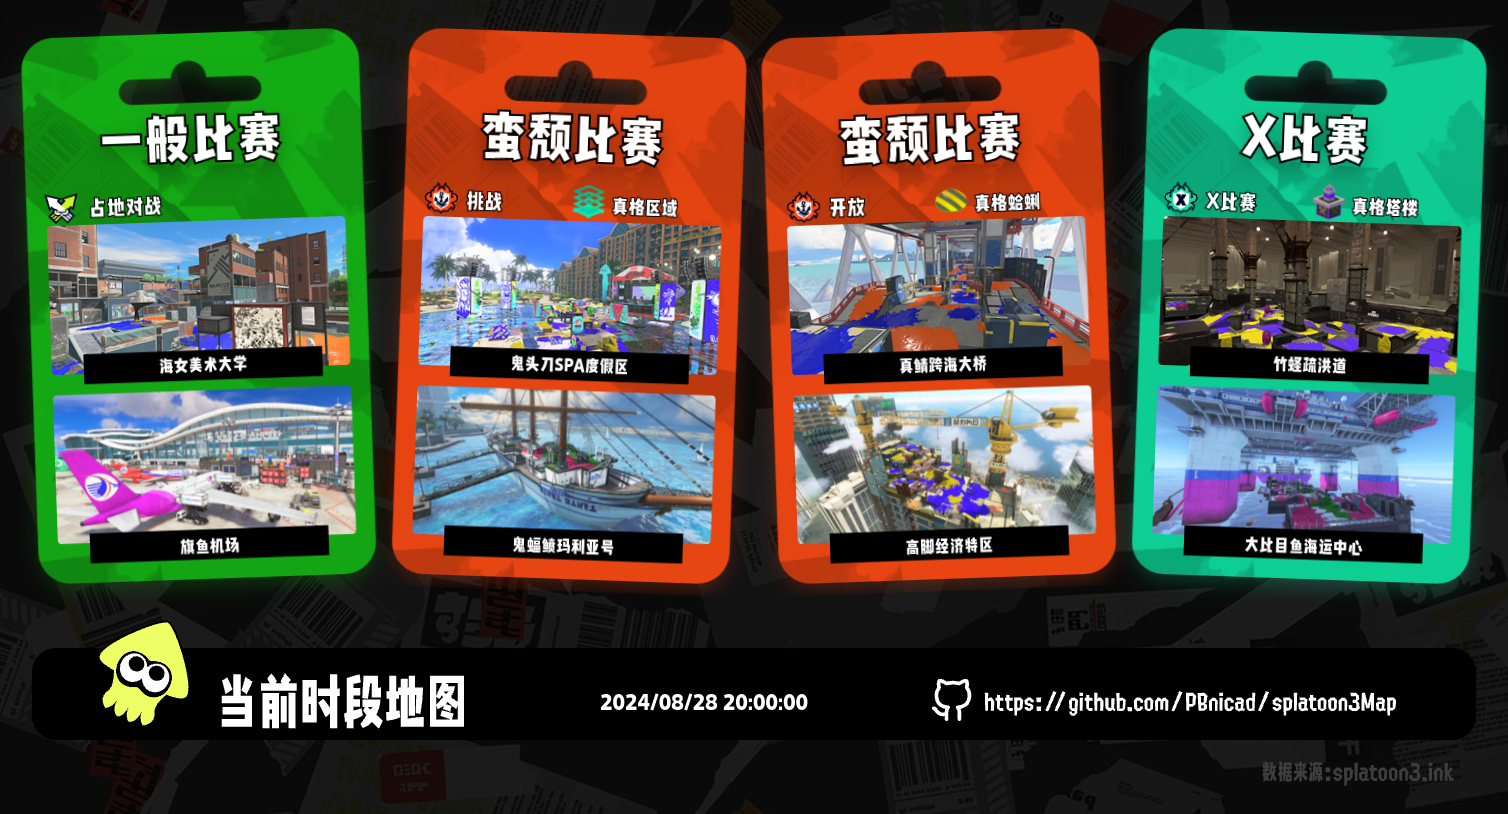 一般比赛
占地对战
海女美术大学
旗鱼机场
蛮颓比赛
挑战
真格区域
鬼头刀SPA度假区
鬼蝠鲼玛利亚号
蛮颓比赛
开放
真格蛤蜊
真鲭跨海大桥
高脚经济特区
X比赛
X比赛
真格塔楼
竹蛏疏洪道
大比目鱼海运中心
当前时段地图
2024/08/28 20:00:00
https://github.com/PBnicad/splatoon3Map
数据来源:splatoon3.ink